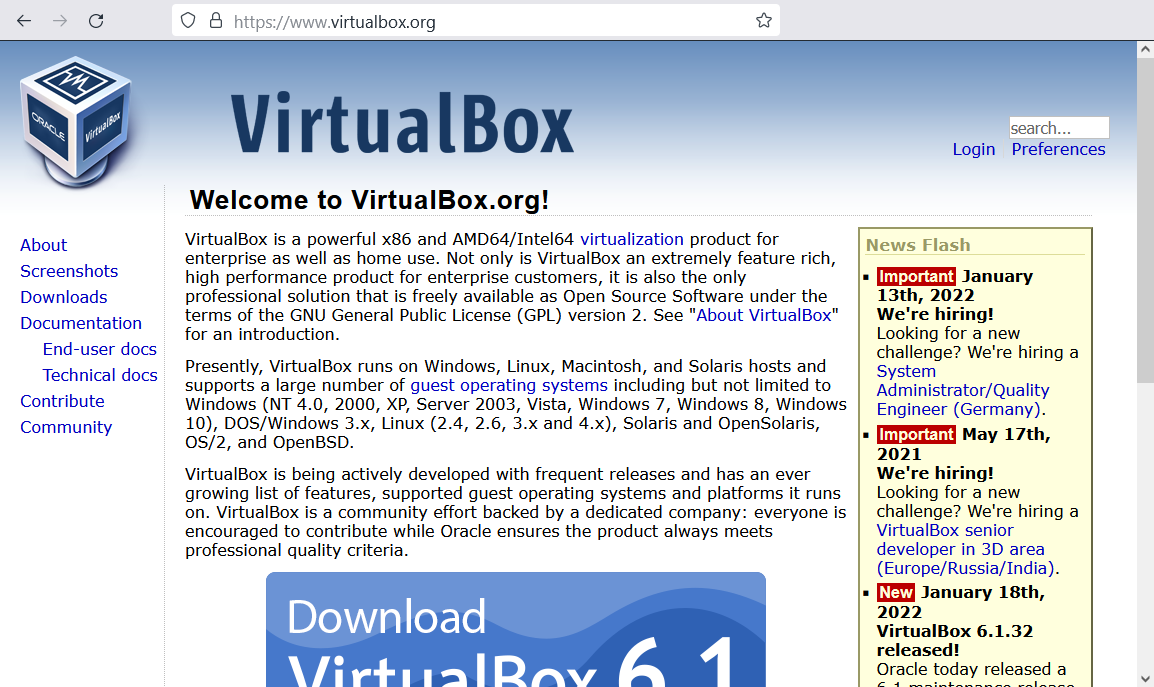 https://www.virtualbox.org
ORACLE
VirtualBox
VirtualBox
search...
Login Preferences
Welcome to VirtualBox.org!
About
Screenshots
Downloads
Documentation
End-user docs
Technical docs
Contribute
Community
VirtualBox is a powerful x86 and AMD64/Intel64 virtualization product for
enterprise as well as home use. Not only is VirtualBox an extremely feature rich,
high performance product for enterprise customers, it is also the only
professional solution that is freely available as Open Source Software under the
terms of the GNU General Public License (GPL) version 2. See "About VirtualBox"
for an introduction.
Presently, VirtualBox runs on Windows, Linux, Macintosh, and Solaris hosts and
supports a large number of guest operating systems including but not limited to
Windows (NT 4.0, 2000, XP, Server 2003, Vista, Windows 7, Windows 8, Windows
10), DOS/Windows 3.x, Linux (2.4, 2.6, 3.x and 4.x), Solaris and OpenSolaris,
OS/2, and OpenBSD.
VirtualBox is being actively developed with frequent releases and has an ever
growing list of features, supported guest operating systems and platforms it runs
on. VirtualBox is a community effort backed by a dedicated company: everyone is
encouraged to contribute while Oracle ensures the product always meets
professional quality criteria.
Download
VirtualBox 6.1
News Flash
Important January
13th, 2022
We're hiring!
Looking for a new
challenge? We're hiring a
System
Administrator/Quality
Engineer (Germany).
Important May 17th,
2021
We're hiring!
Looking for a new
challenge? We're hiring a
VirtualBox senior
developer in 3D area
(Europe/Russia/India).
New January 18th,
2022
VirtualBox 6.1.32
released!
Oracle today released a
6.1 maintenance release